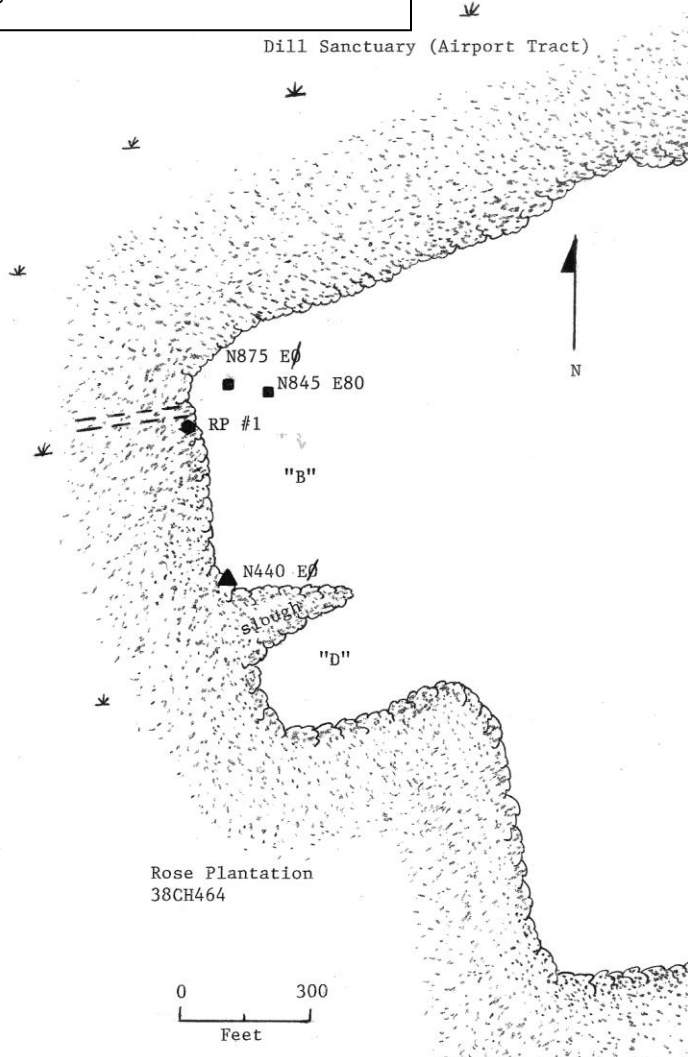 Dill Sanctuary (Airport Tract)
N875 EØ
N845 E80
RP #1
"B"
N
N440 EØ
slough
"D"
Rose Plantation
38CH464
0 300
Feet